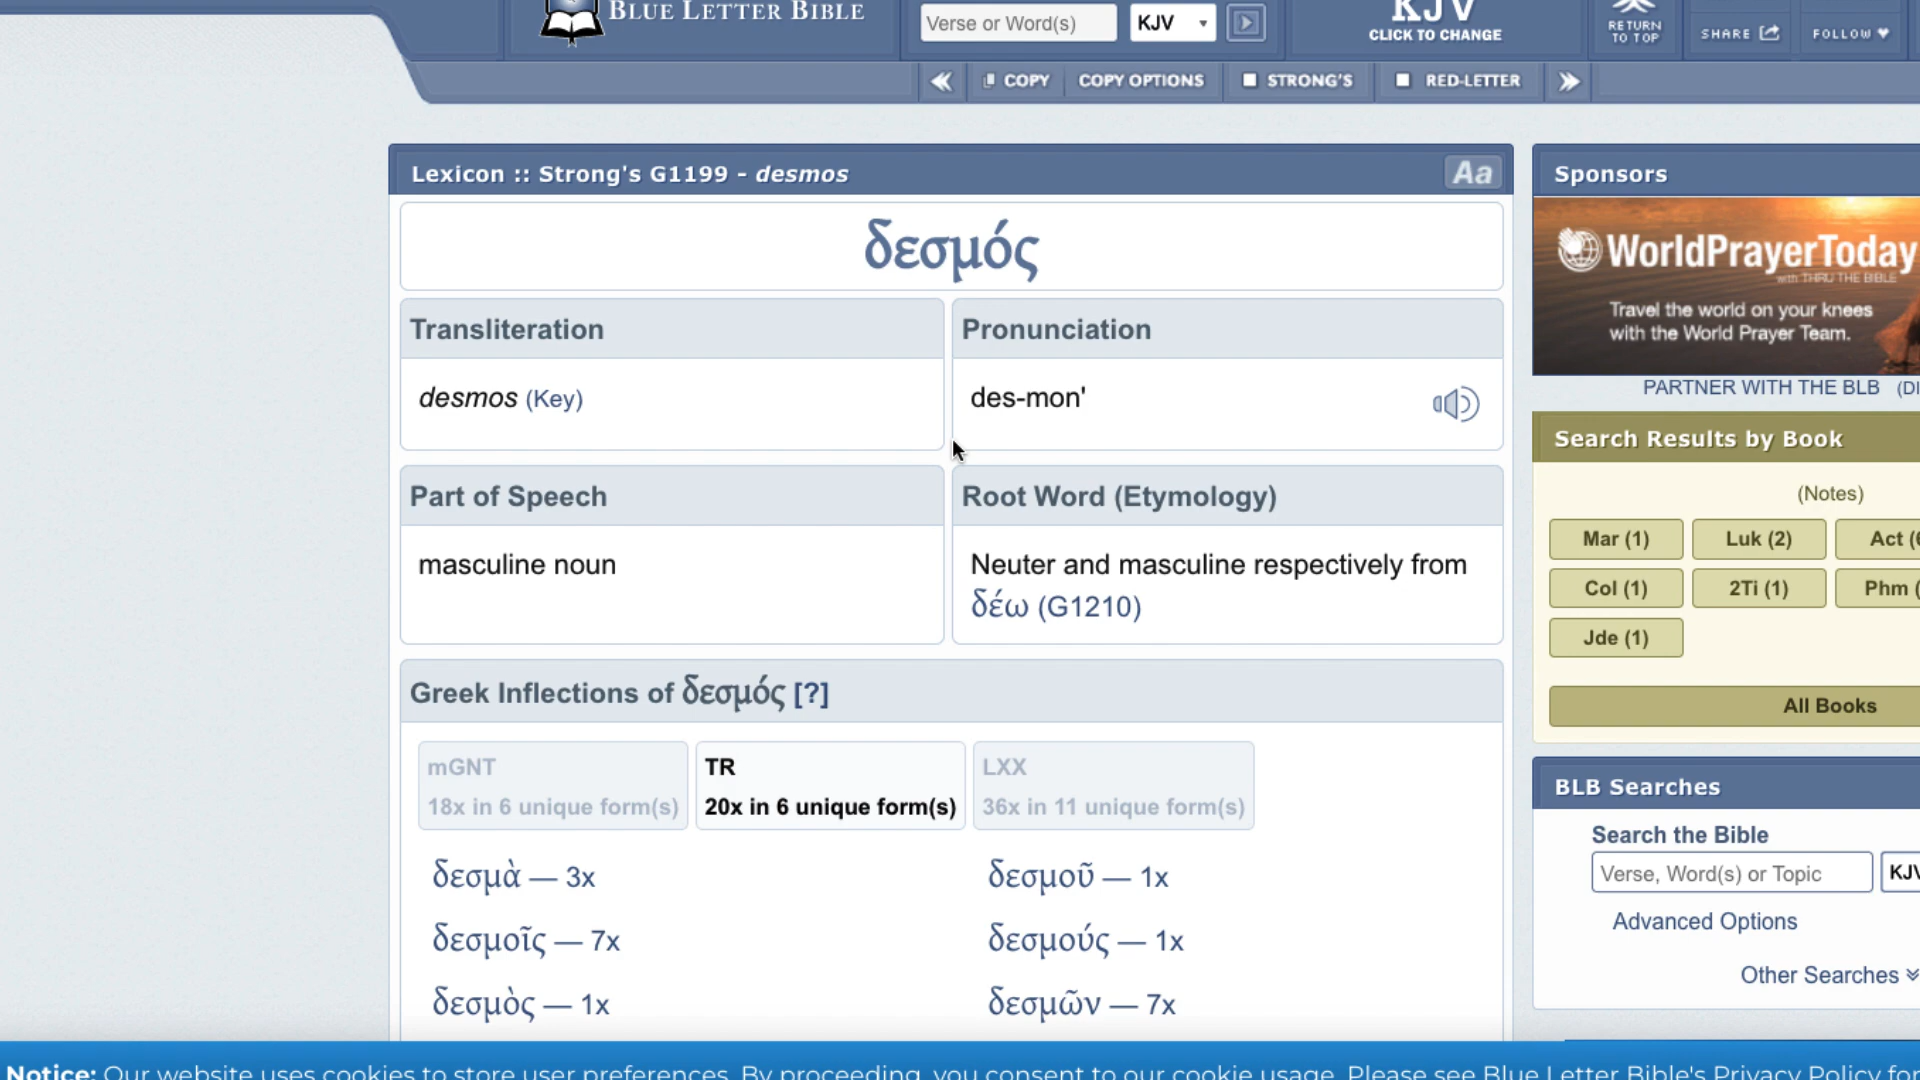 BLUE LETTER BIBLE
Verse or Word(s)
KJV
KJV
CLICK TO CHANGE
RETURN
TO TOP
SHARE
FOLLOW
COPY
COPY OPTIONS
STRONG'S
RED-LETTER
Lexicon :: Strong's G1199 - desmos
Aa
δεσμός
Transliteration
desmos (Key)
Pronunciation
des-mon'
Part of Speech
masculine noun
Root Word (Etymology)
Neuter and masculine respectively from
δέω (G1210)
Greek Inflections of δεσμός [?]
mGNT
18x in 6 unique form(s)
TR
20x in 6 unique form(s)
LXX
36x in 11 unique form(s)
δεσμὰ — 3x
δεσμοῖς — 7x
δεσμὸς — 1x
δεσμοῦ — 1x
δεσμούς — 1x
δεσμῶν — 7x
Sponsors
WorldPrayerToday
with THRU THE BIBLE
Travel the world on your knees
with the World Prayer Team.
PARTNER WITH THE BLB
Search Results by Book
(Notes)
Mar (1)
Luk (2)
Act
Col (1)
2Ti (1)
Phm
Jde (1)
All Books
BLB Searches
Search the Bible
Verse, Word(s) or Topic
KJV
Advanced Options
Other Searches
Notice: Our website uses cookies to store user preferences. By proceeding, you consent to our cookie usage. Please see Blue Letter Bible's Privacy Policy for